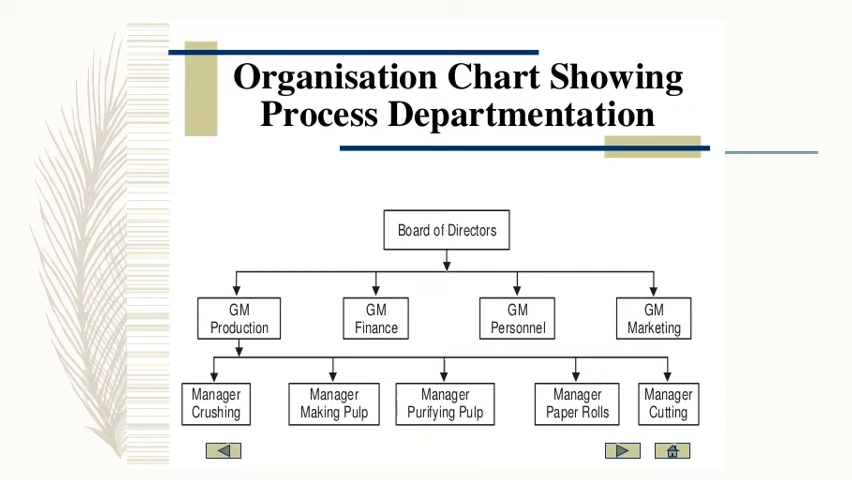 Organisation Chart Showing
Process Departmentation
Board of Directors
GM
Production
GM
Finance
GM
Personnel
GM
Marketing
Manager
Crushing
Manager
Making Pulp
Manager
Purifying Pulp
Manager
Paper Rolls
Manager
Cutting